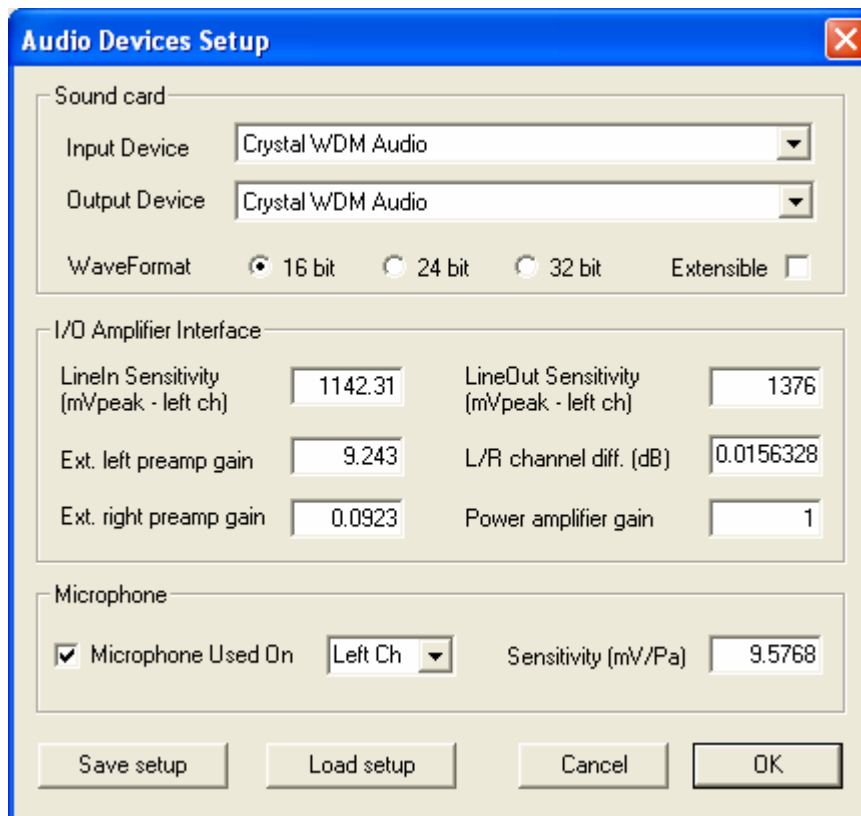 Audio Devices Setup
Sound card
Input Device Crystal WDM Audio
Output Device Crystal WDM Audio
WaveFormat 16 bit 24 bit 32 bit Extensible
I/O Amplifier Interface
LineIn Sensitivity
(mVpeak - left ch) 1142.31
LineOut Sensitivity
(mVpeak - left ch) 1376
Ext. left preamp gain 9.243
L/R channel diff. (dB) 0.0156328
Ext. right preamp gain 0.0923
Power amplifier gain 1
Microphone
Microphone Used On Left Ch Sensitivity (mV/Pa) 9.5768
Save setup Load setup Cancel OK